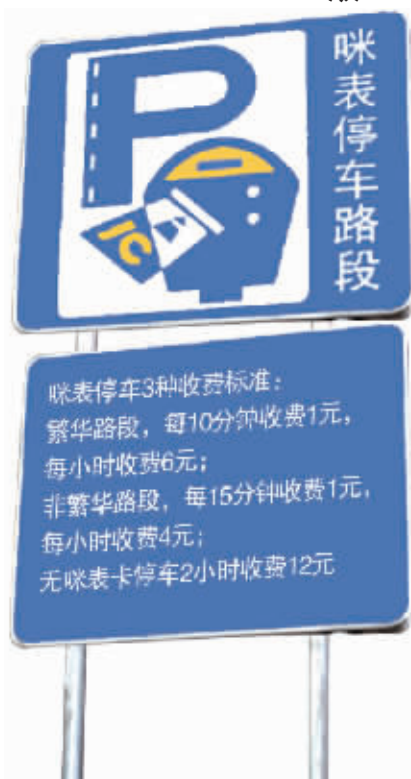 P
咪表停车路段
IC
咪表停车3种收费标准：
繁华路段，每10分钟收费1元，
每小时收费6元；
非繁华路段，每15分钟收费1元，
每小时收费4元；
无咪表卡停车2小时收费12元